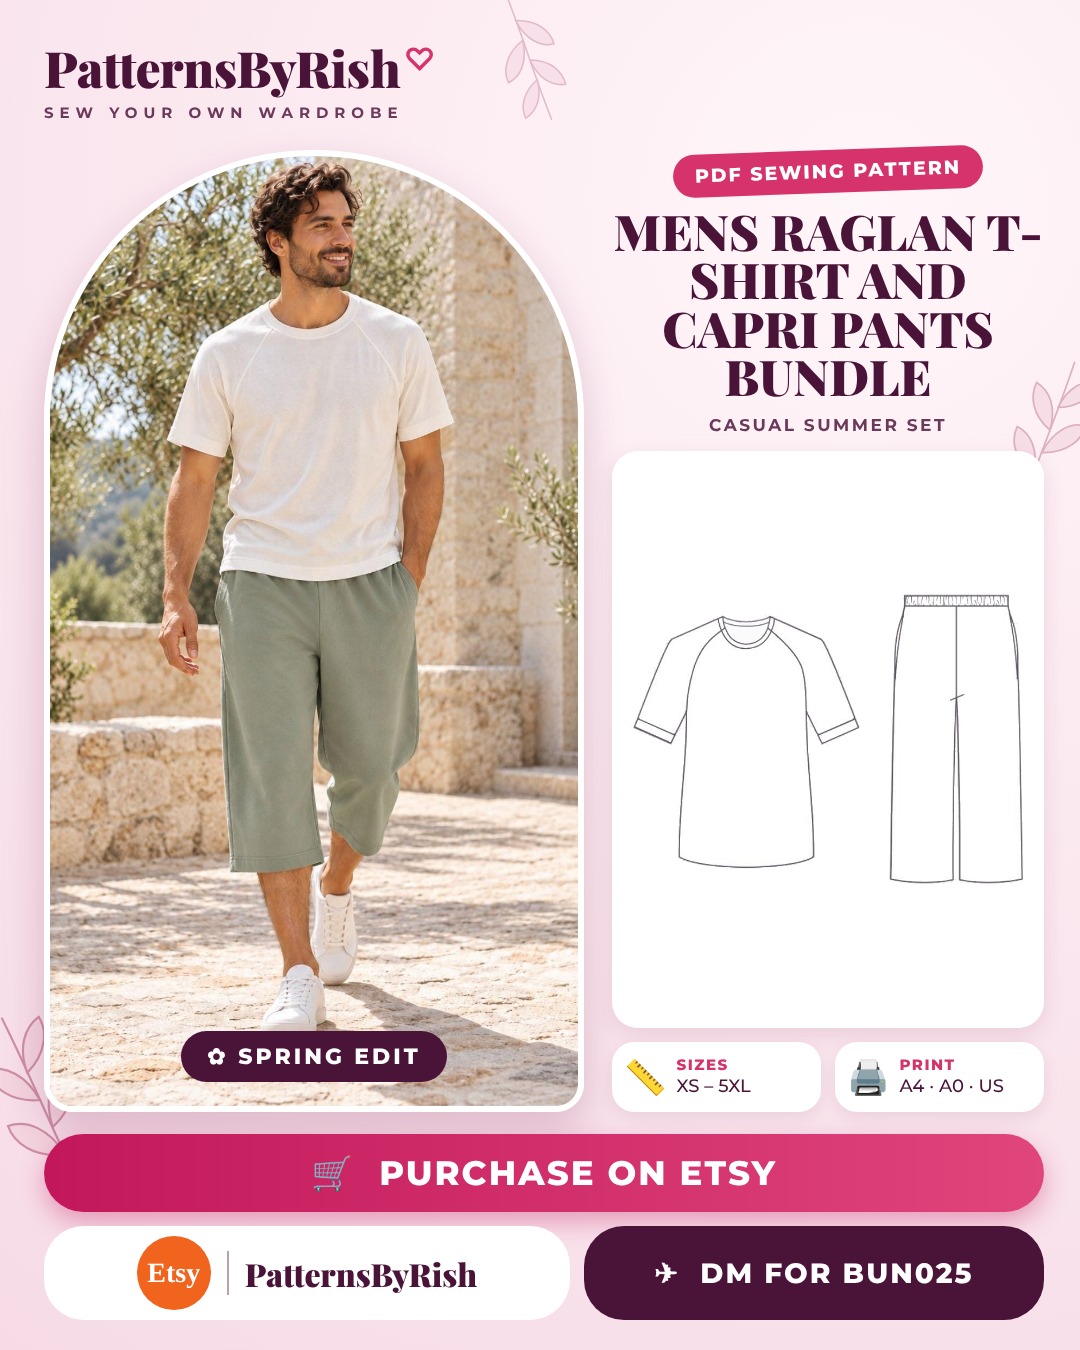 PatternsByRish
SEW YOUR OWN WARDROBE
PDF SEWING PATTERN
MENS RAGLAN T-
SHIRT AND
CAPRI PANTS
BUNDLE
CASUAL SUMMER SET
SPRING EDIT
SIZES
XS – 5XL
PRINT
A4 · A0 · US
PURCHASE ON ETSY
Etsy
PatternsByRish
DM FOR BUN025